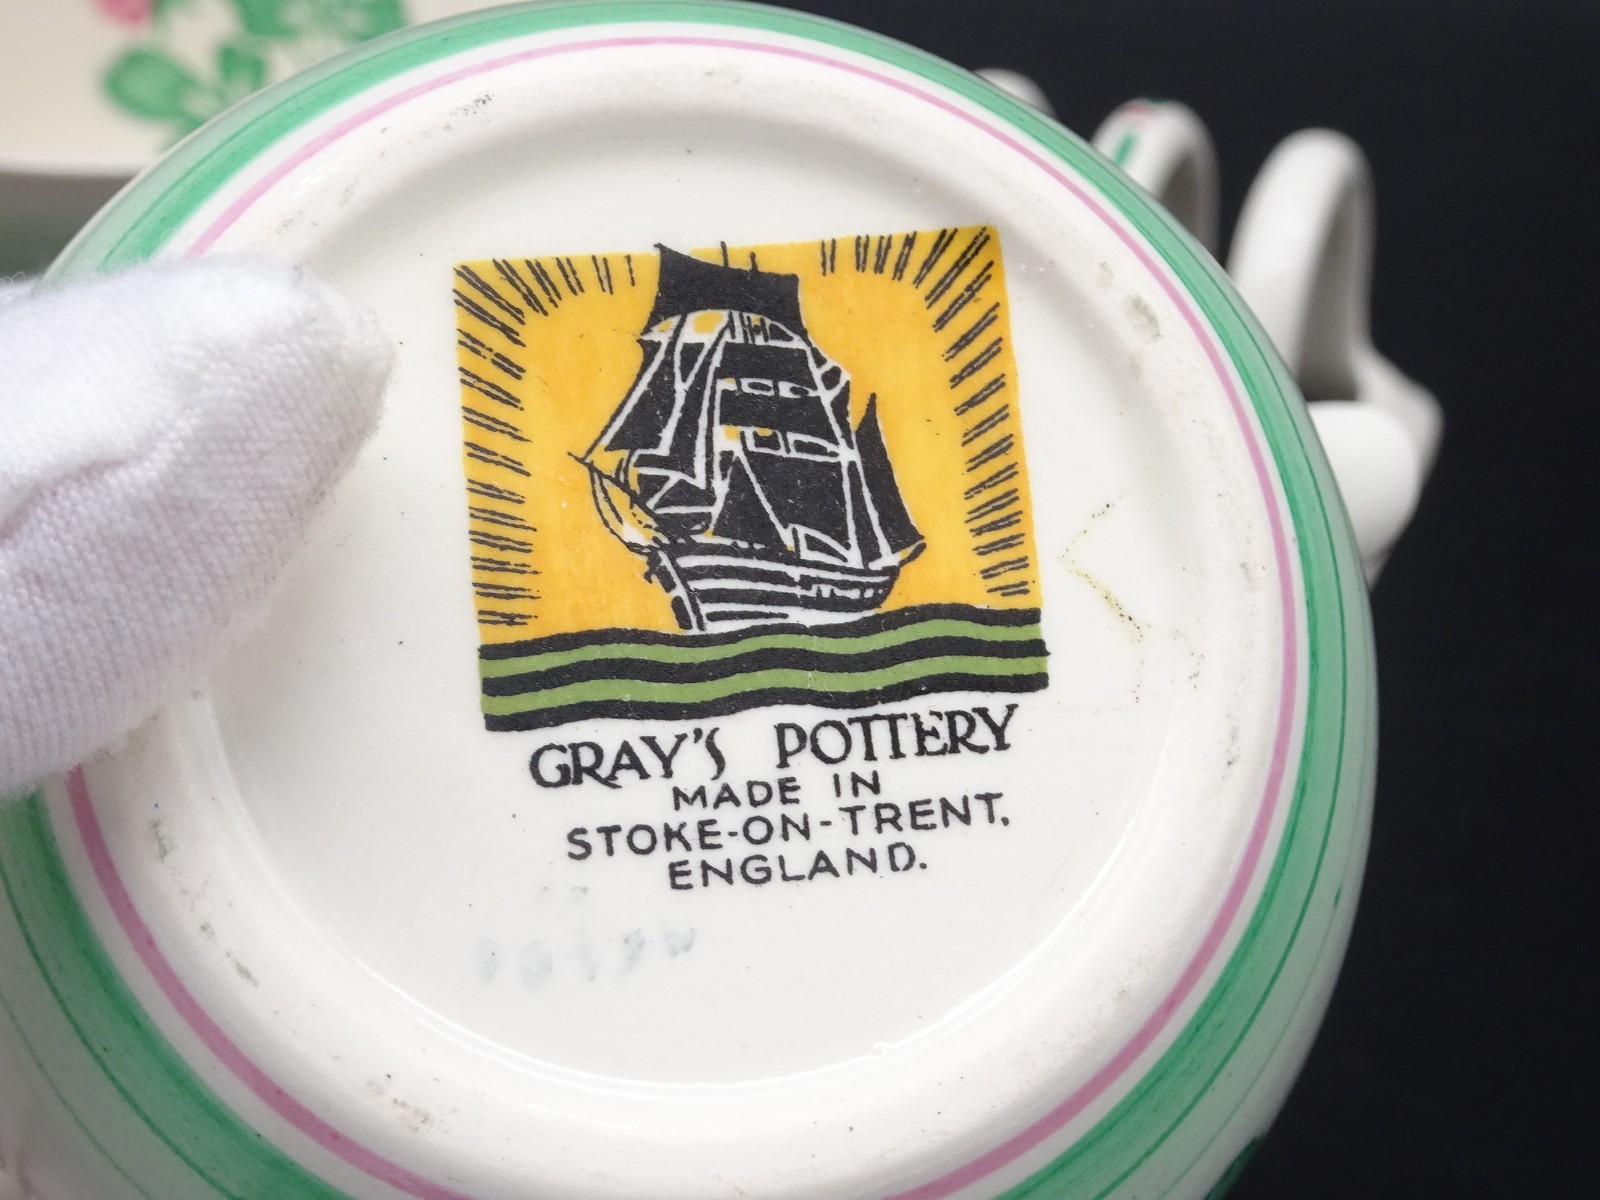 GRAY'S POTTERY
MADE IN
STOKE-ON-TRENT.
ENGLAND.